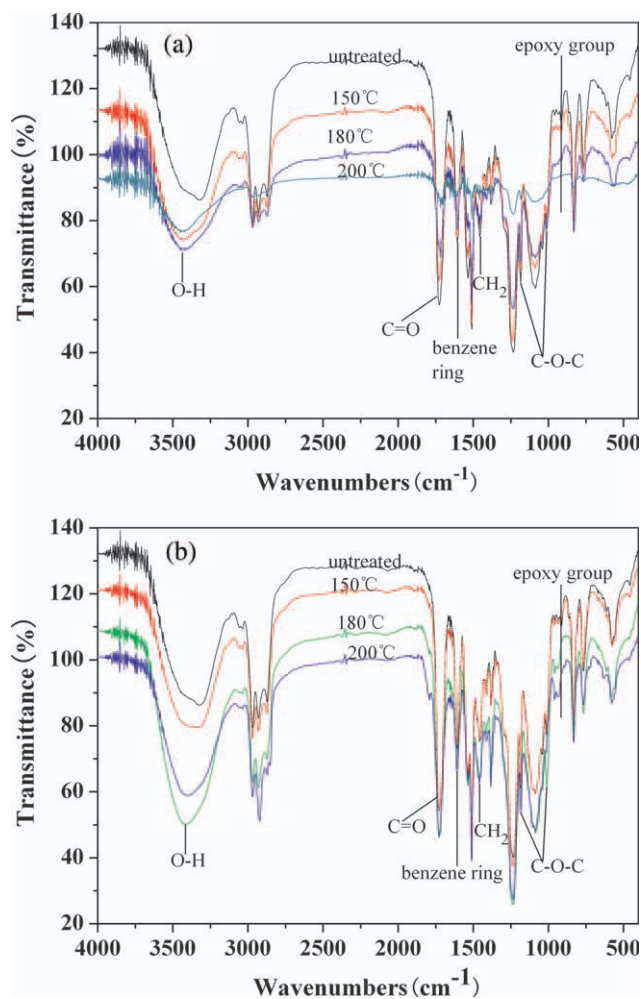 (a)
epoxy group
untreated
150℃
180℃
200℃
O-H
C=O
CH2
benzene
ring
C-O-C
140
120
100
80
60
40
20
Transmittance (%)
4000 3500 3000 2500 2000 1500 1000 500
Wavenumbers (cm-1)
(b)
untreated
epoxy group
150℃
180℃
200℃
O-H
C=O
CH2
benzene ring
C-O-C
140
120
100
80
60
40
20
Transmittance (%)
4000 3500 3000 2500 2000 1500 1000 500
Wavenumbers (cm-1)